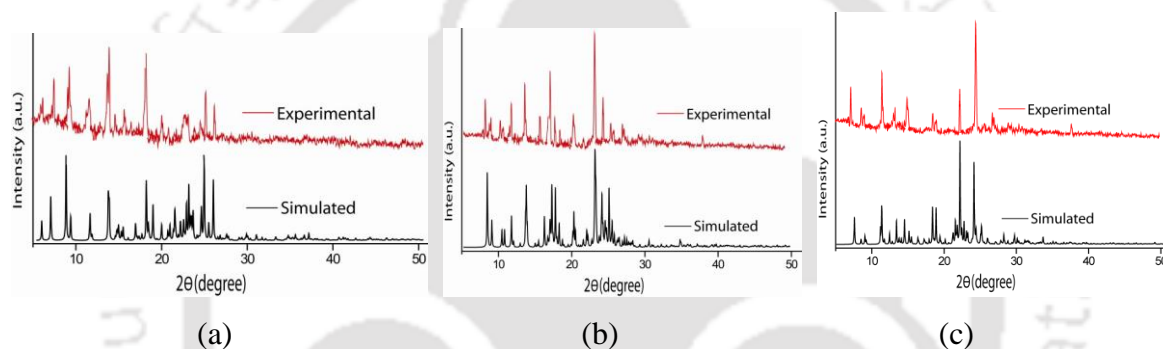 Intensity (a.u.)
Experimental
Simulated
10 20 30 40 50
2θ(degree)
(a)
Intensity (a.u.)
Experimental
Simulated
10 20 30 40 50
2θ(degree)
(b)
Intensity (a.u.)
Experimental
Simulated
10 20 30 40 50
2θ(degree)
(c)